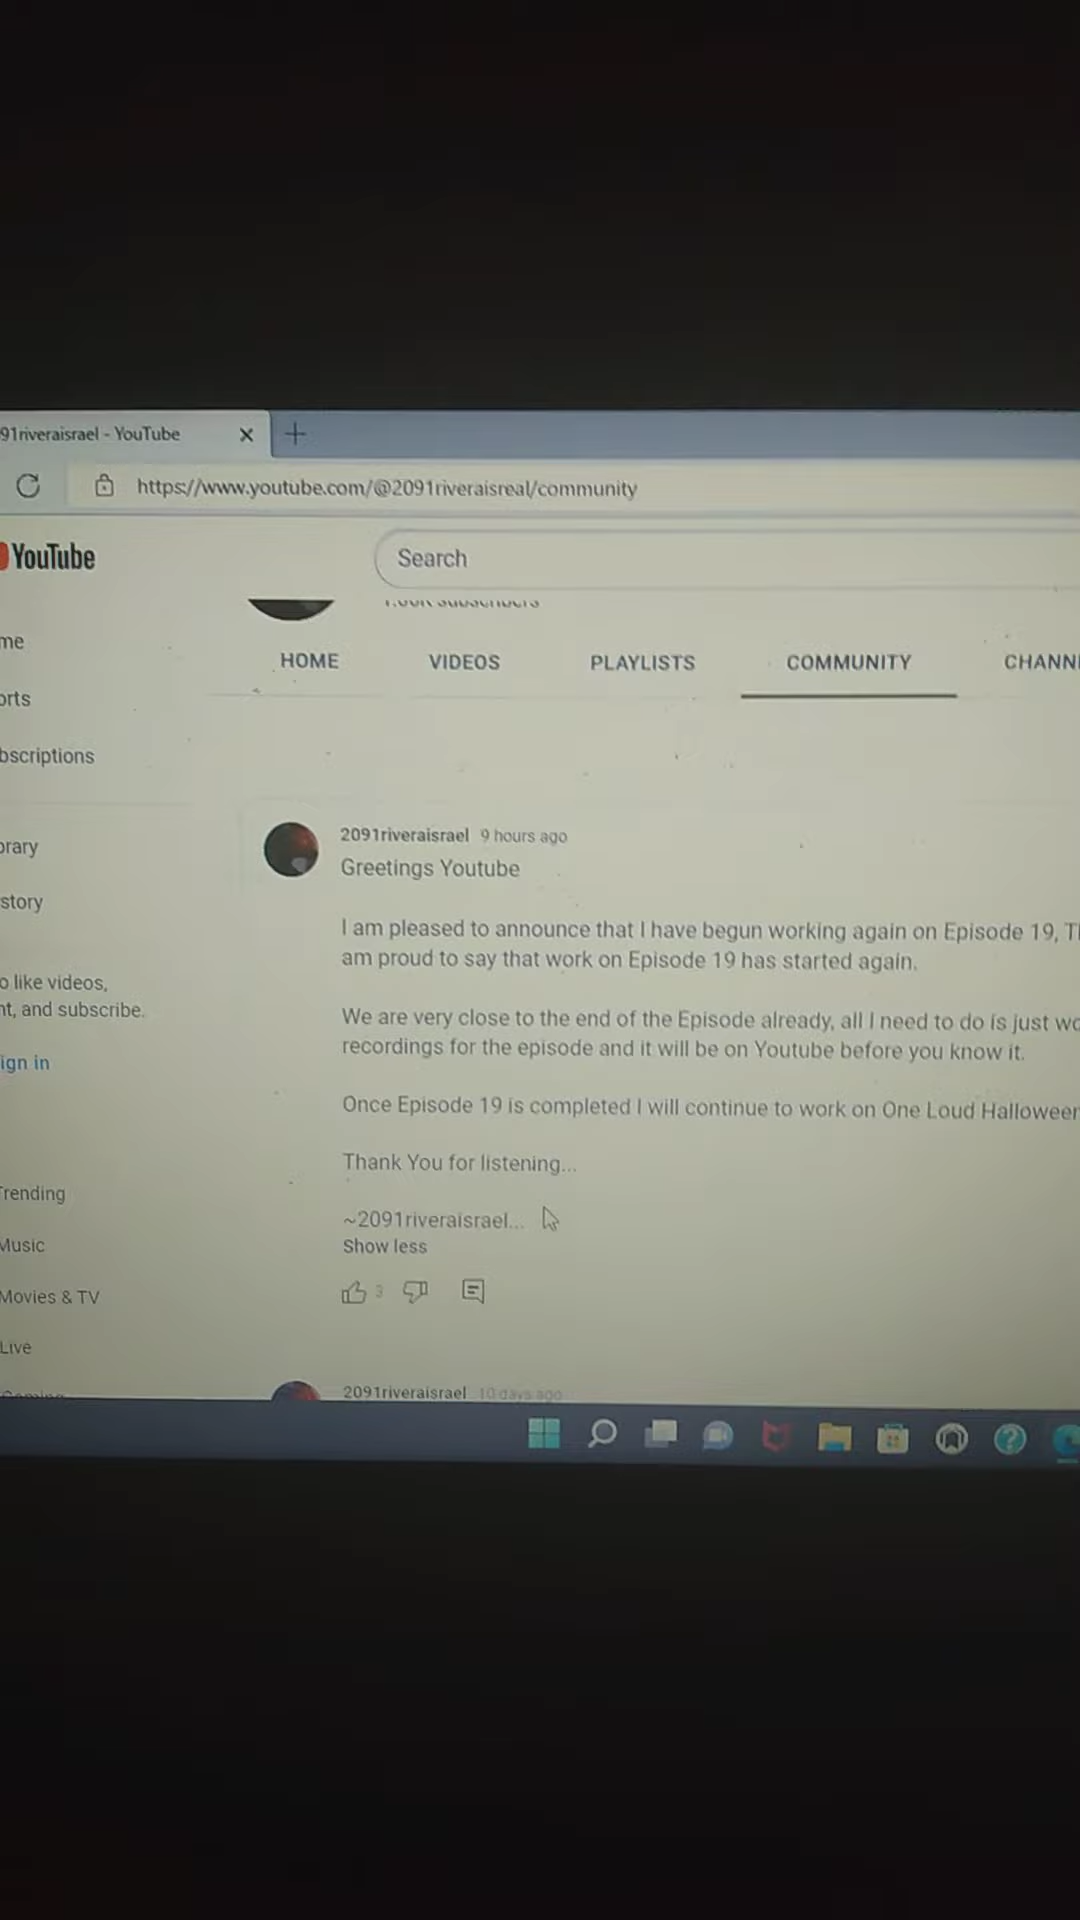 91riveraisrael - YouTube
https://www.youtube.com/@2091riveraisreal/community
YouTube
Search
subscribers
HOME VIDEOS PLAYLISTS COMMUNITY CHANN
me
orts
bscriptions
brary
story
o like videos,
nt, and subscribe.
ign in
Trending
Music
Movies & TV
Live
Gaming
2091riveraisrael 9 hours ago
Greetings Youtube
I am pleased to announce that I have begun working again on Episode 19, T
am proud to say that work on Episode 19 has started again.
We are very close to the end of the Episode already, all I need to do is just wo
recordings for the episode and it will be on Youtube before you know it.
Once Episode 19 is completed I will continue to work on One Loud Halloween
Thank You for listening...
~2091riveraisrael...
Show less
3
2091riveraisrael 10 days ago